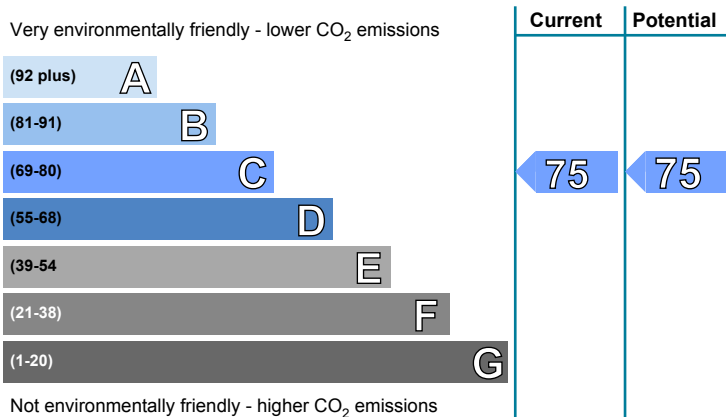 Very environmentally friendly - lower CO2 emissions
Current
Potential
(92 plus) A
(81-91) B
(69-80) C
75
75
(55-68) D
(39-54 E
(21-38) F
(1-20) G
Not environmentally friendly - higher CO2 emissions